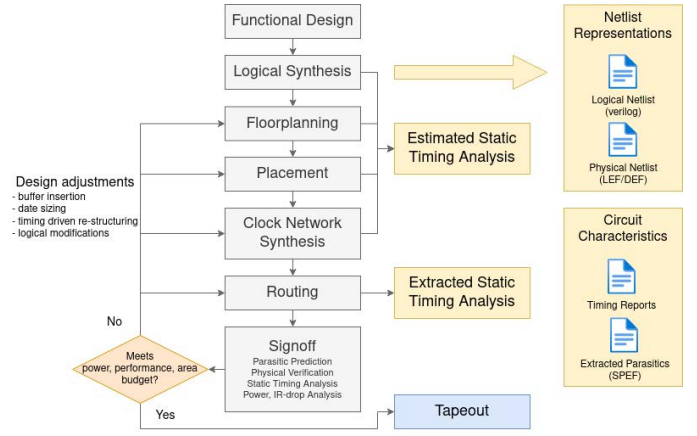 Functional Design
Logical Synthesis
Floorplanning
Placement
Clock Network
Synthesis
Routing
Signoff
Parasitic Prediction
Physical Verification
Static Timing Analysis
Power, IR-drop Analysis
Design adjustments
- buffer insertion
- date sizing
- timing driven re-structuring
- logical modifications
No
Meets
power, performance, area
budget?
Yes
Estimated Static
Timing Analysis
Extracted Static
Timing Analysis
Tapeout
Netlist
Representations
Logical Netlist
(verilog)
Physical Netlist
(LEF/DEF)
Circuit
Characteristics
Timing Reports
Extracted Parasitics
(SPEF)